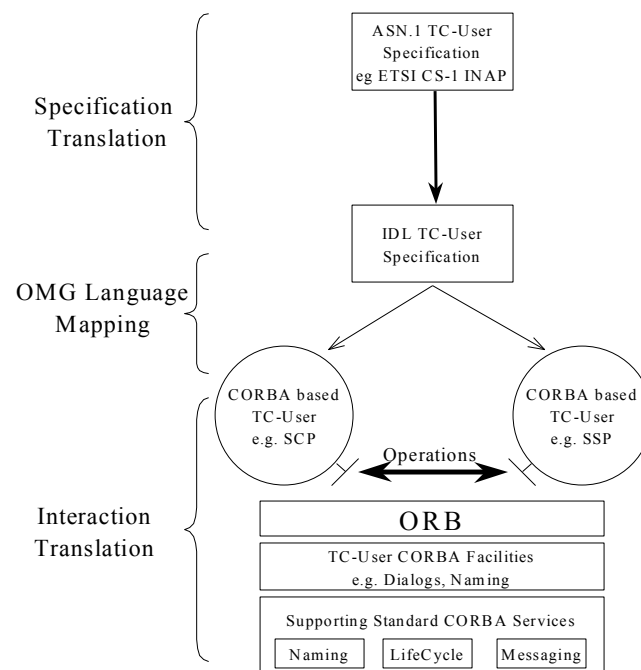 ASN.1 TC-User
Specification
eg ETSI CS-1 INAP
Specification
Translation
IDL TC-User
Specification
OMG Language
Mapping
CORBA based
TC-User
e.g. SCP
CORBA based
TC-User
e.g. SSP
Operations
Interaction
Translation
ORB
TC-User CORBA Facilities
e.g. Dialogs, Naming
Supporting Standard CORBA Services
Naming
LifeCycle
Messaging